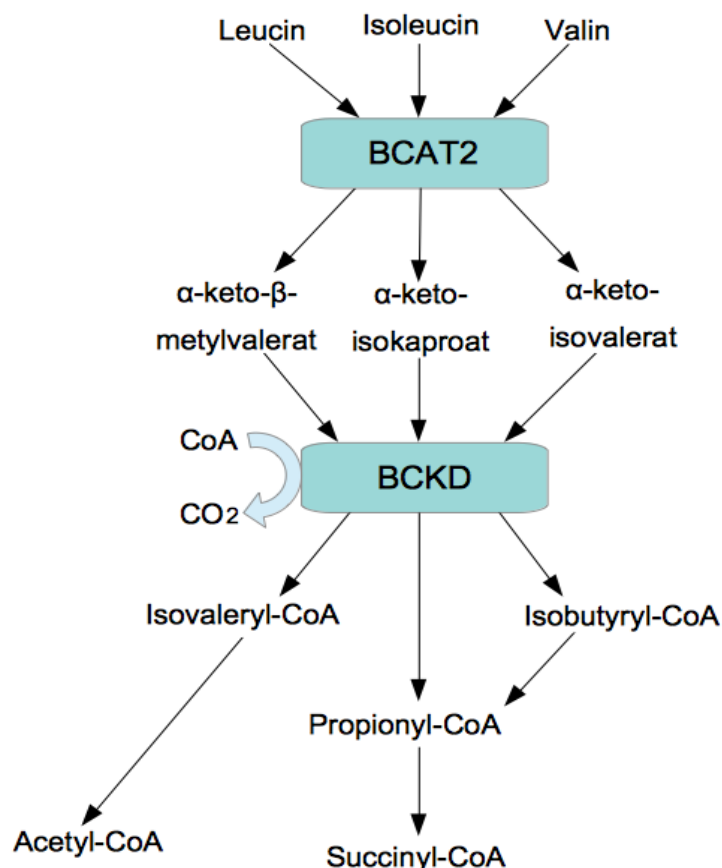 Leucin
Isoleucin
Valin
BCAT2
α-keto-β-
metylvalerat
α-keto-
isokaproat
α-keto-
isovalerat
CoA
CO2
BCKD
Isovaleryl-CoA
Isobutyryl-CoA
Propionyl-CoA
Acetyl-CoA
Succinyl-CoA